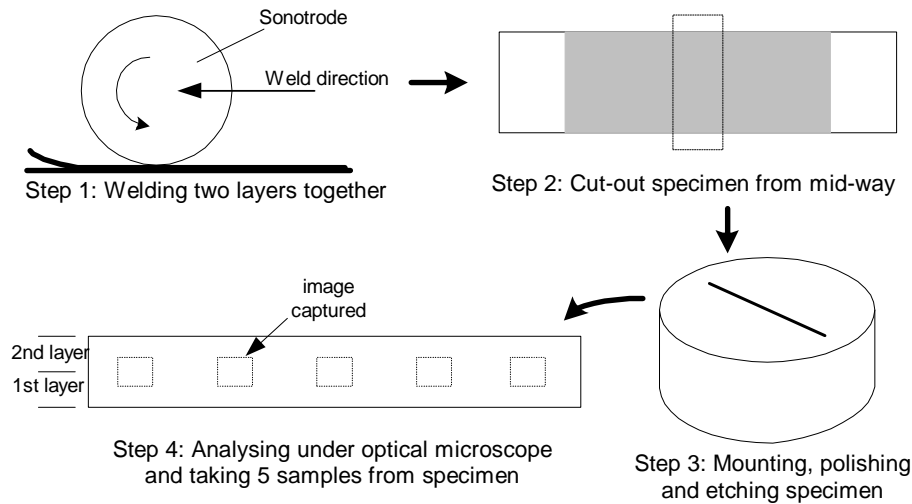 Sonotrode
Weld direction
Step 1: Welding two layers together
Step 2: Cut-out specimen from mid-way
image
captured
2nd layer
1st layer
Step 4: Analysing under optical microscope
and taking 5 samples from specimen
Step 3: Mounting, polishing
and etching specimen